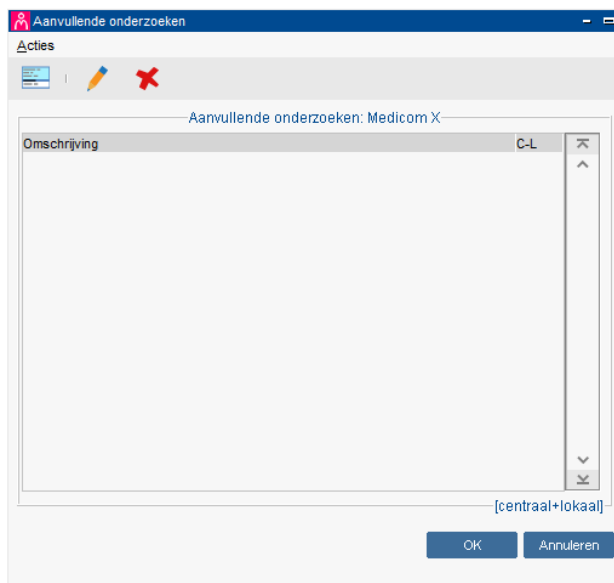 Aanvullende onderzoeken
Acties
Aanvullende onderzoeken: Medicom X
Omschrijving C-L
[centraal+lokaal]
OK Annuleren